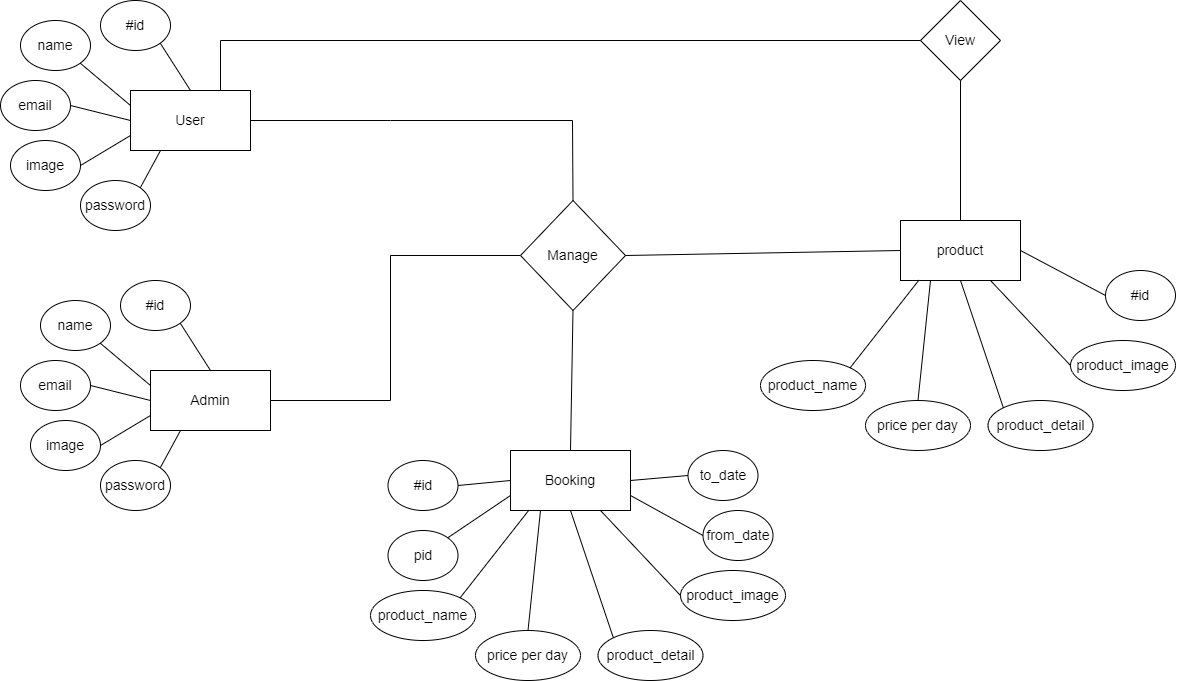 #id
name
email
image
password
User
View
Manage
product
#id
product_image
product_name
price per day
product_detail
#id
name
email
image
password
Admin
Booking
#id
pid
product_name
price per day
product_detail
product_image
from_date
to_date